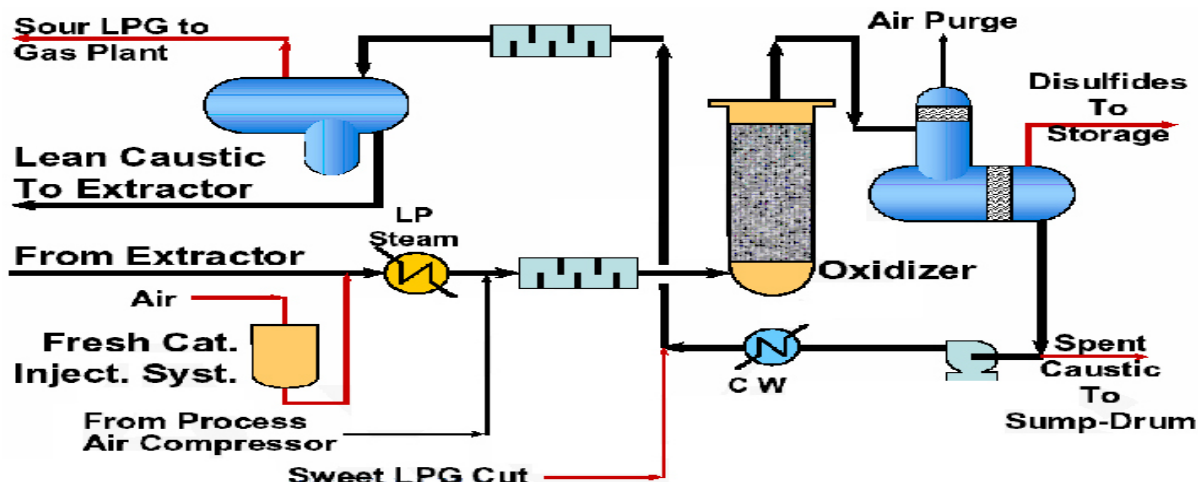 Sour LPG to
Gas Plant
Air Purge
Disulfides
To
Storage
Lean Caustic
To Extractor
LP
Steam
From Extractor
Oxidizer
Air
Fresh Cat.
Inject. Syst.
C W
Spent
Caustic
To
Sump-Drum
From Process
Air Compressor
Sweet LPG Cut